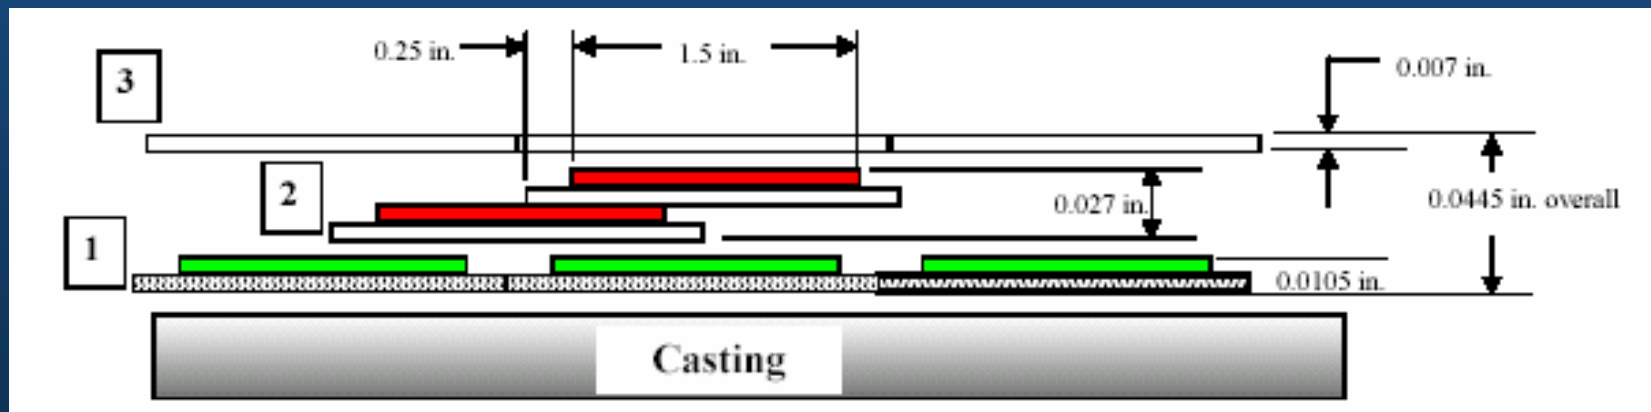 3
0.25 in.
1.5 in.
0.007 in.
2
0.027 in.
0.0445 in. overall
1
0.0105 in.
Casting